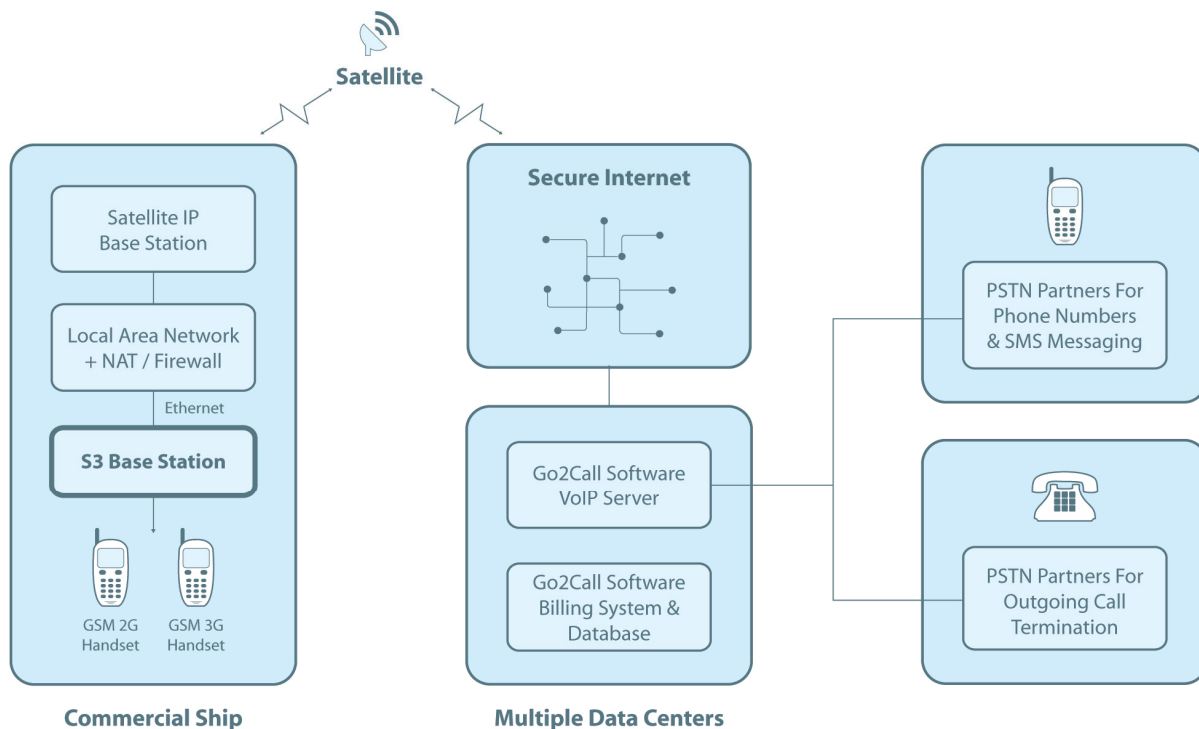 Satellite
Satellite IP
Base Station
Local Area Network
+ NAT / Firewall
Ethernet
S3 Base Station
GSM 2G
Handset
GSM 3G
Handset
Commercial Ship
Secure Internet
Go2Call Software
VoIP Server
Go2Call Software
Billing System &
Database
Multiple Data Centers
PSTN Partners For
Phone Numbers
& SMS Messaging
PSTN Partners For
Outgoing Call
Termination